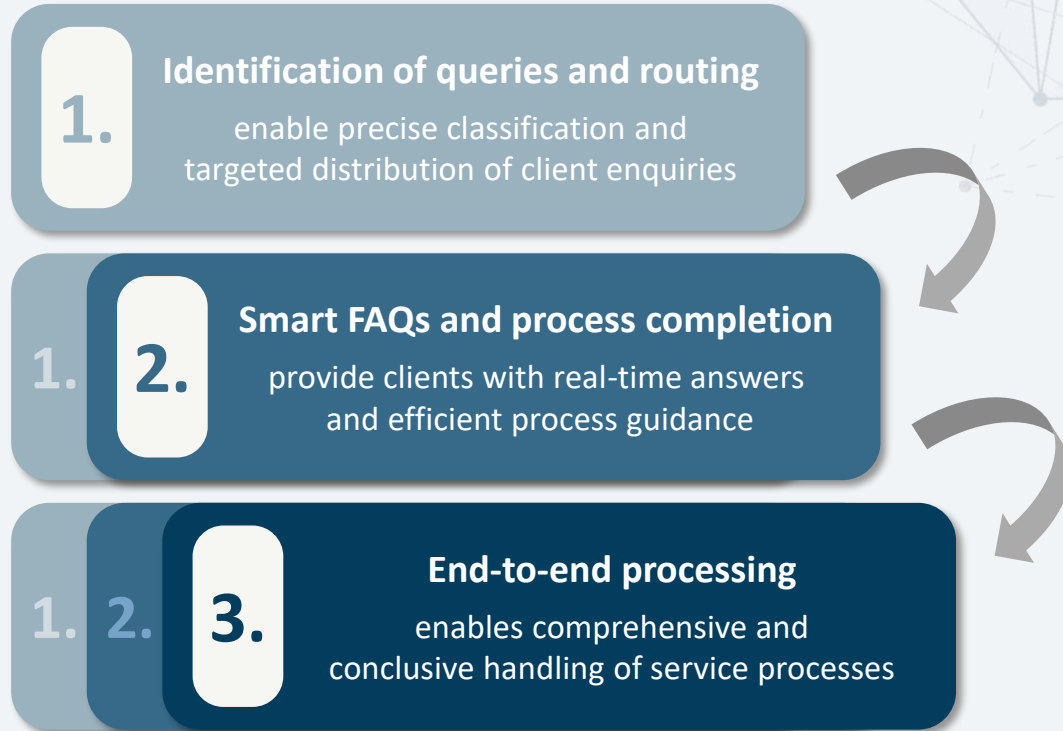 1.
Identification of queries and routing
enable precise classification and
targeted distribution of client enquiries
1.
2.
Smart FAQs and process completion
provide clients with real-time answers
and efficient process guidance
1.
2.
3.
End-to-end processing
enables comprehensive and
conclusive handling of service processes